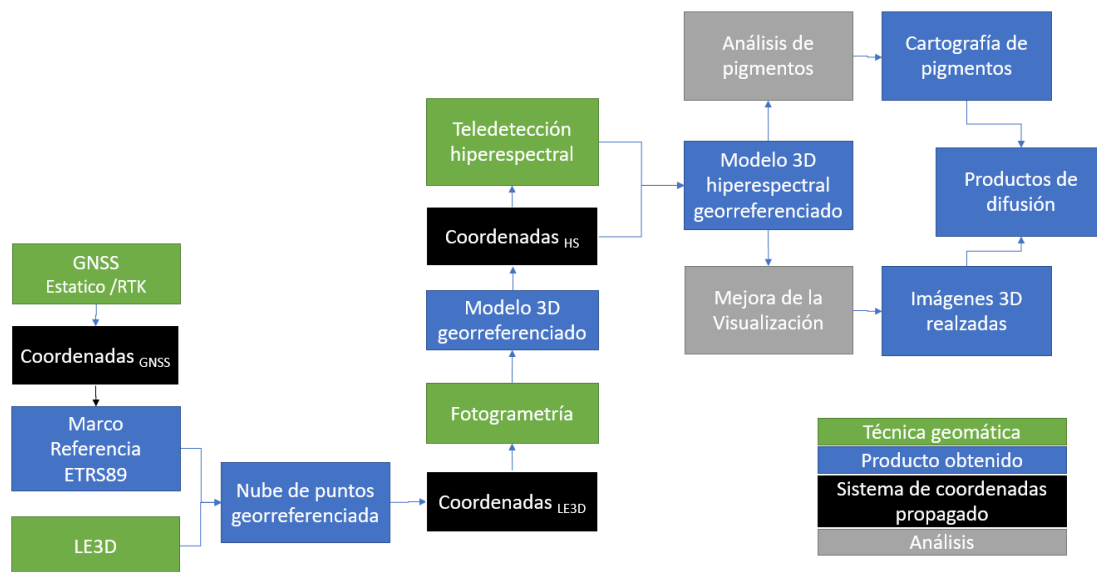 Análisis de
pigmentos
Cartografía de
pigmentos
Teledetección
hiperespectral
Modelo 3D
hiperespectral
georreferenciado
Productos de
difusión
Coordenadas HS
GNSS
Estatico /RTK
Modelo 3D
georreferenciado
Mejora de la
Visualización
Imágenes 3D
realzadas
Coordenadas GNSS
Marco
Referencia
ETRS89
Fotogrametría
Nube de puntos
georreferenciada
Coordenadas LE3D
LE3D
Técnica geomática
Producto obtenido
Sistema de coordenadas
propagado
Análisis